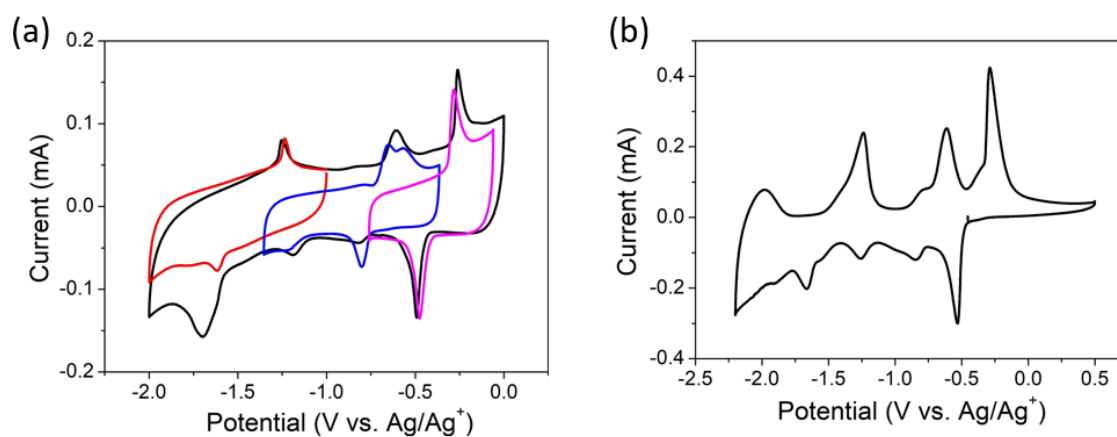 (a)
0.2
0.1
0.0
-0.1
-0.2
Current (mA)
-2.0 -1.5 -1.0 -0.5 0.0
Potential (V vs. Ag/Ag⁺)
(b)
0.4
0.2
0.0
-0.2
-0.4
Current (mA)
-2.5 -2.0 -1.5 -1.0 -0.5 0.0 0.5
Potential (V vs. Ag/Ag⁺)